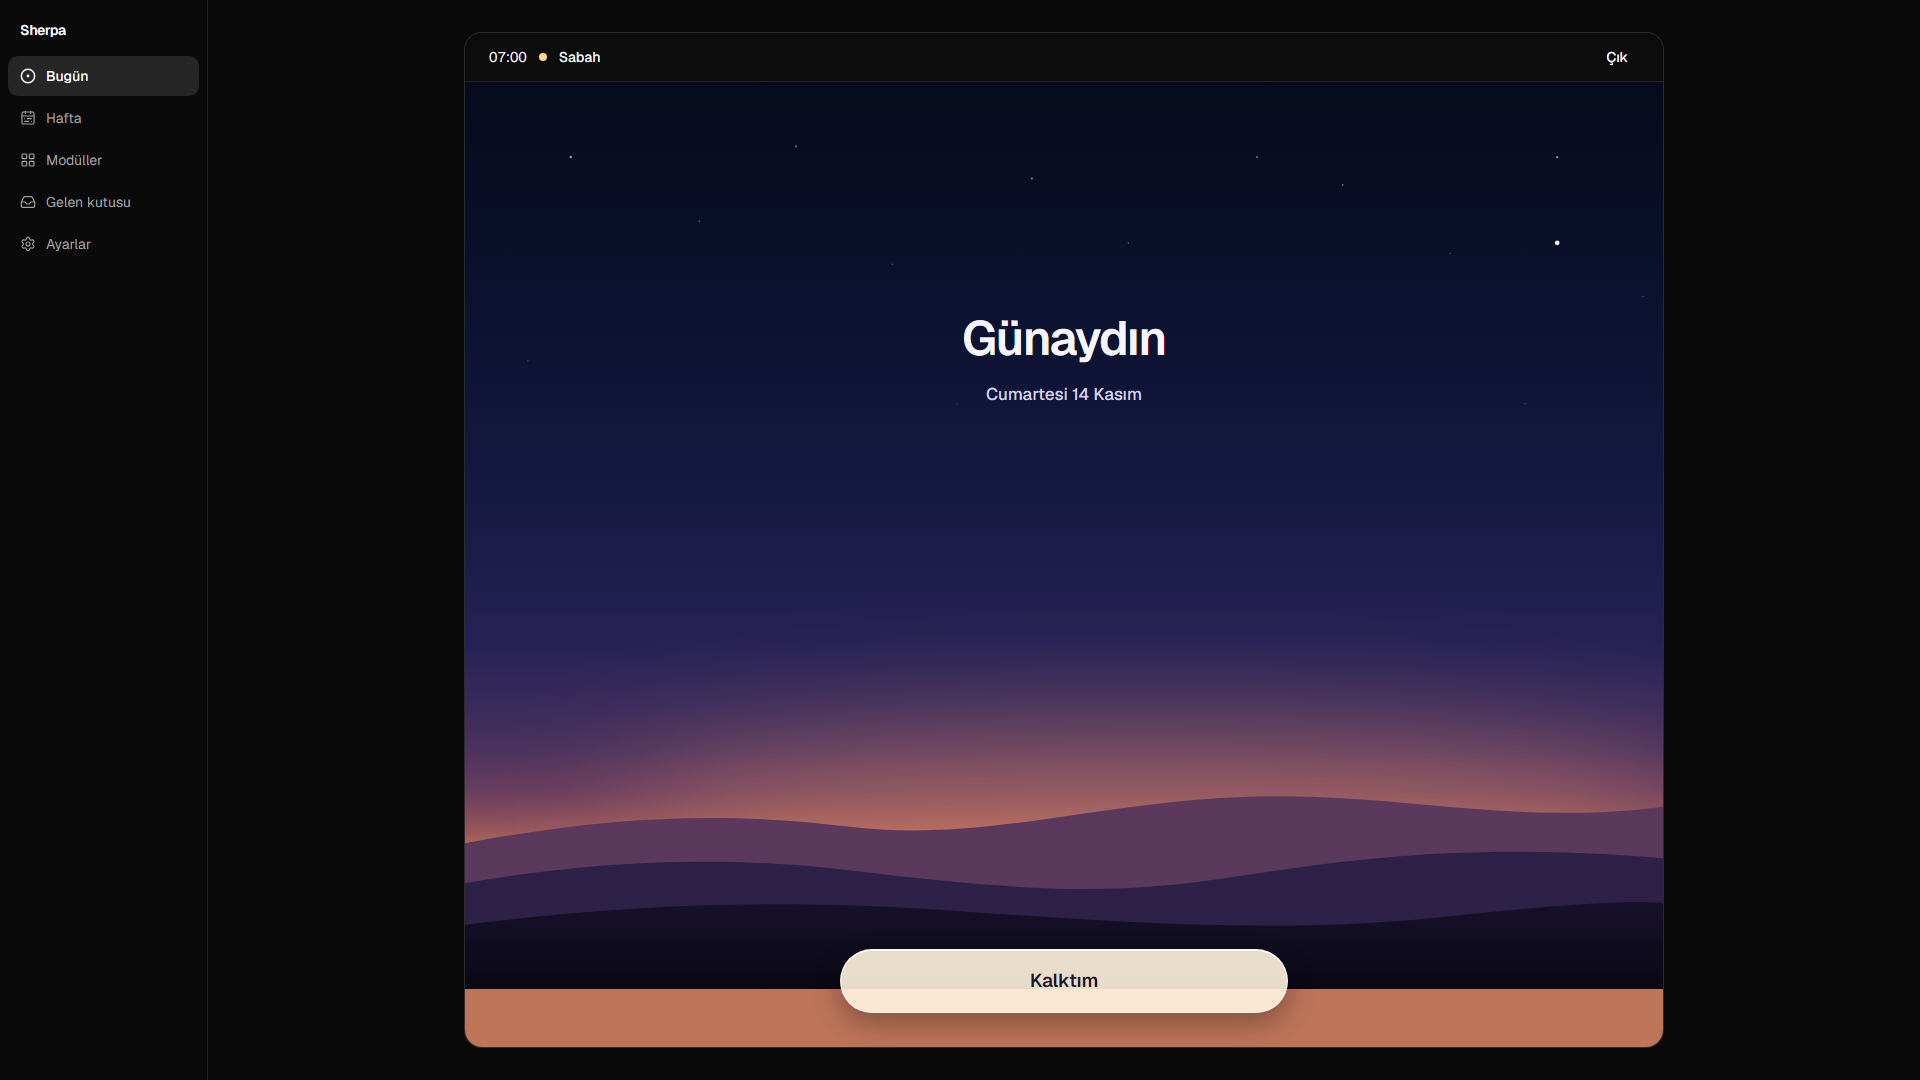 Sherpa
Bugün
Hafta
Modüller
Gelen kutusu
Ayarlar
07:00 Sabah
Çık
Günaydın
Cumartesi 14 Kasım
Kalktım